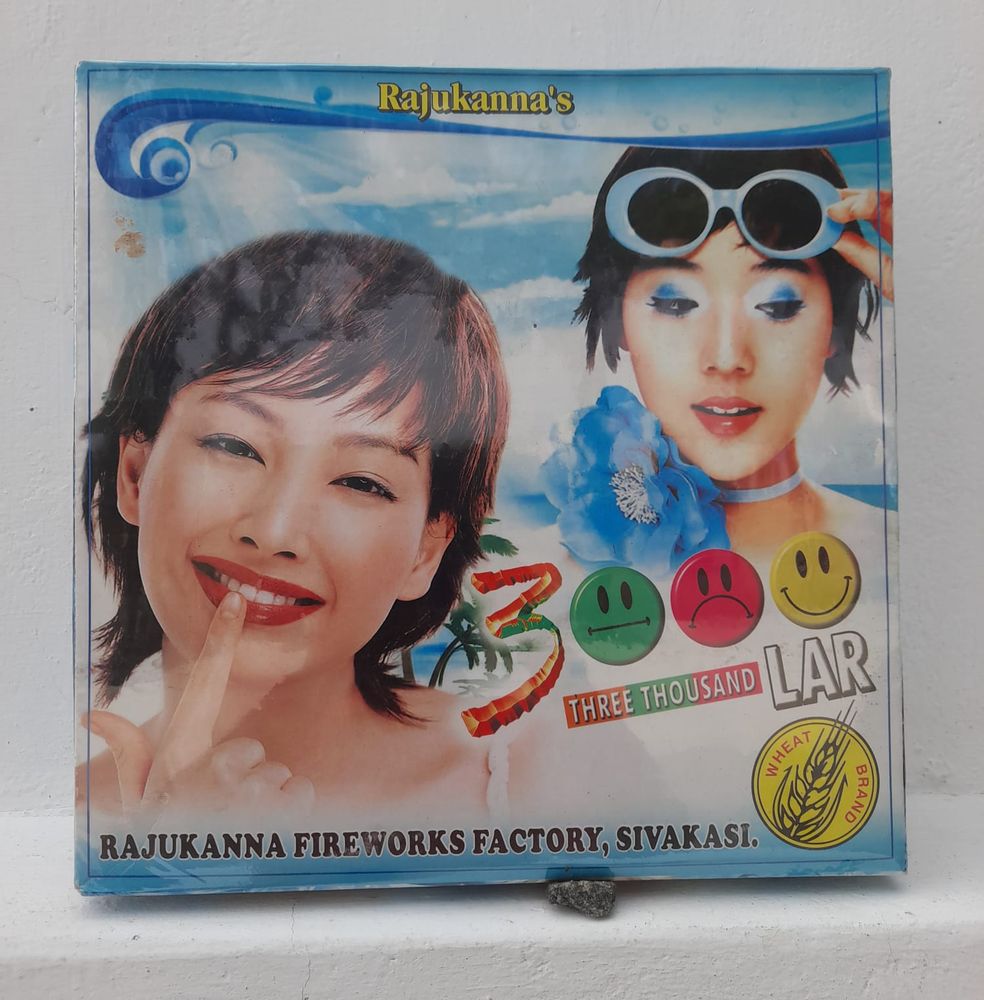 Rajukanna's
3
THREE THOUSAND
LAR
WHEAT BRAND
RAJUKANNA FIREWORKS FACTORY, SIVAKASI.